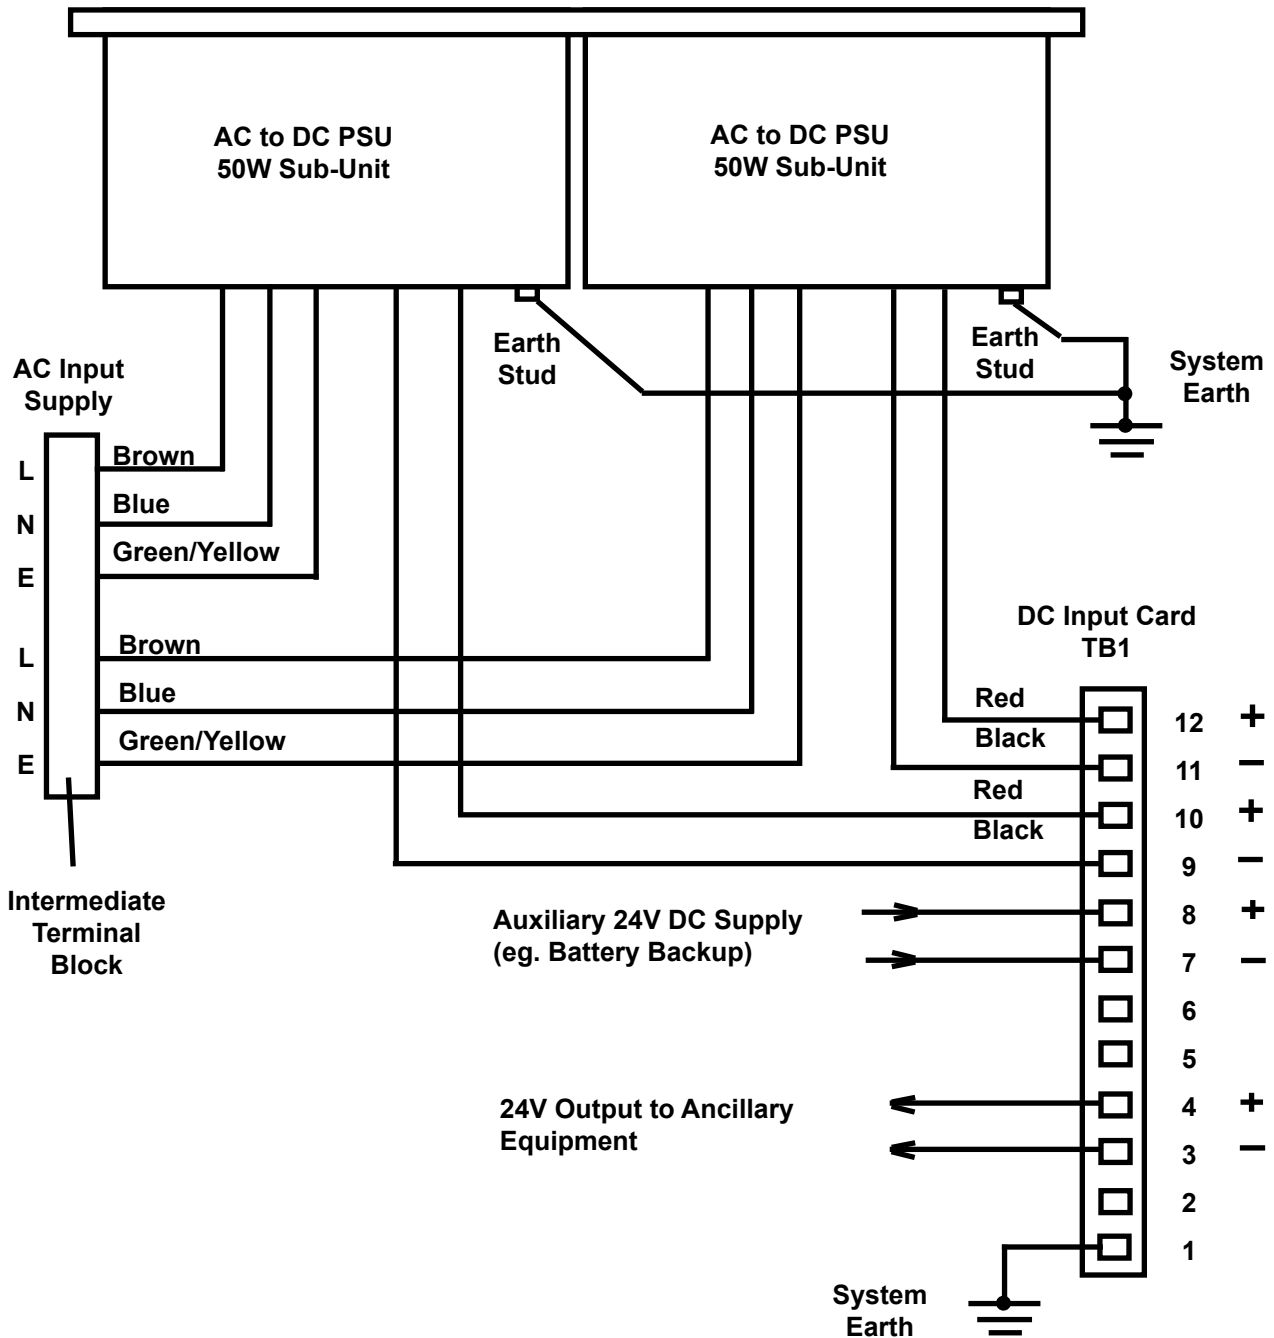 AC to DC PSU
50W Sub-Unit
AC to DC PSU
50W Sub-Unit
Earth
Stud
Earth
Stud
System
Earth
AC Input
Supply
L
Brown
N
Blue
E
Green/Yellow
L
Brown
N
Blue
E
Green/Yellow
Intermediate
Terminal
Block
DC Input Card
TB1
Red
12 +
Black
11 −
Red
10 +
Black
9 −
Auxiliary 24V DC Supply
(eg. Battery Backup)
8 +
7 −
6
5
24V Output to Ancillary
Equipment
4 +
3 −
2
1
System
Earth